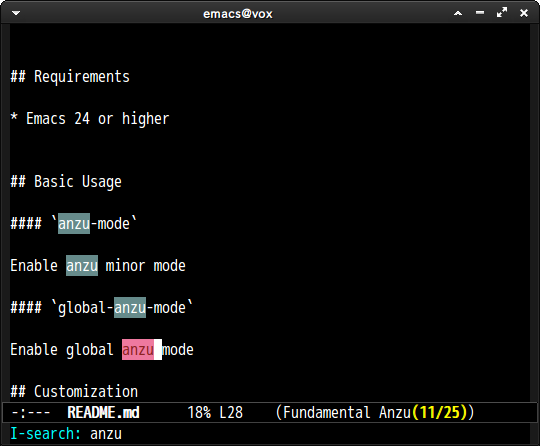 emacs@vox
## Requirements
* Emacs 24 or higher
## Basic Usage
#### `anzu-mode`
Enable anzu minor mode
#### `global-anzu-mode`
Enable global anzu mode
## Customization
-:--- README.md 18% L28 (Fundamental Anzu(11/25))
I-search: anzu